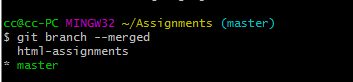 cc@cc-PC MINGW32 ~/Assignments (master)
$ git branch --merged
  html-assignments
* master